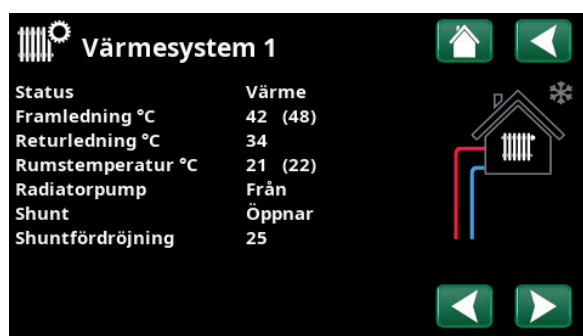 Värmesystem 1
Status Värme
Framledning °C 42 (48)
Returledning °C 34
Rumstemperatur °C 21 (22)
Radiatorpump Från
Shunt Öppnar
Shuntfördröjning 25